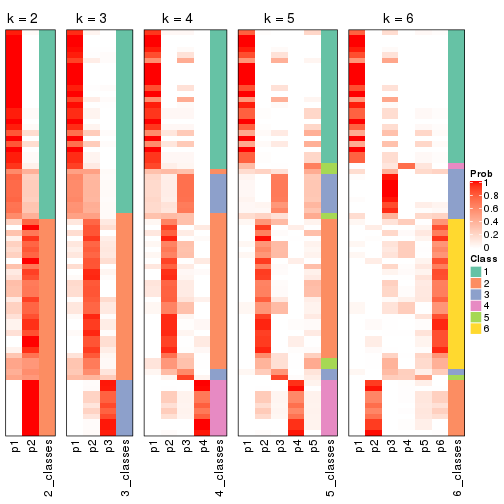 k = 2
k = 3
k = 4
k = 5
k = 6
Prob
1
0.8
0.6
0.4
0.2
0
Class
1
2
3
4
5
6
p1
p2
2_classes
p1
p2
p3
3_classes
p1
p2
p3
p4
4_classes
p1
p2
p3
p4
p5
5_classes
p1
p2
p3
p4
p5
p6
6_classes